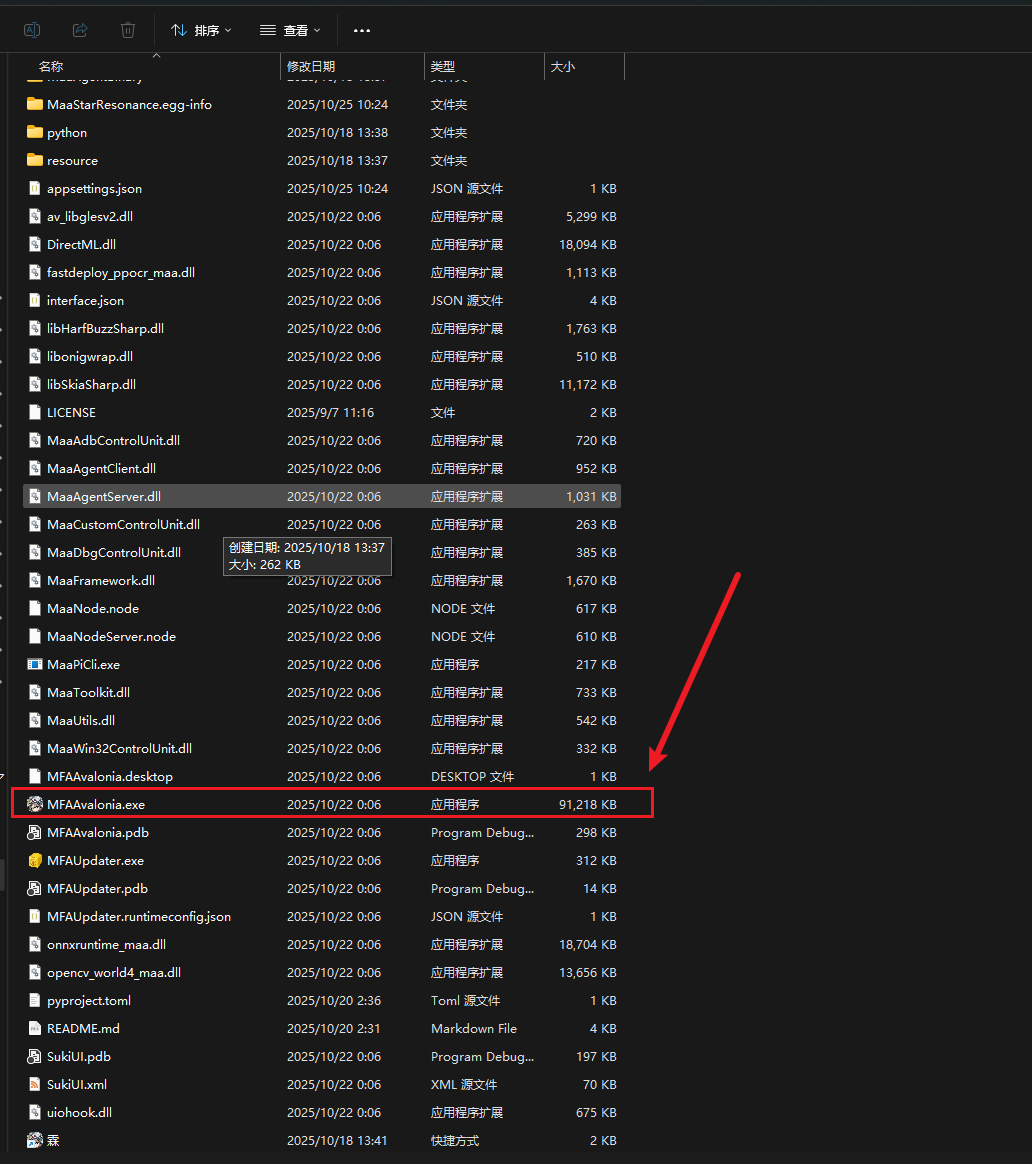 排序
查看
名称 修改日期 类型 大小
MaaStarResonance.egg-info 2025/10/25 10:24 文件夹
python 2025/10/18 13:38 文件夹
resource 2025/10/18 13:37 文件夹
appsettings.json 2025/10/25 10:24 JSON 源文件 1 KB
av_libglesv2.dll 2025/10/22 0:06 应用程序扩展 5,299 KB
DirectML.dll 2025/10/22 0:06 应用程序扩展 18,094 KB
fastdeploy_ppocr_maa.dll 2025/10/22 0:06 应用程序扩展 1,113 KB
interface.json 2025/10/22 0:06 JSON 源文件 4 KB
libHarfBuzzSharp.dll 2025/10/22 0:06 应用程序扩展 1,763 KB
libonigwrap.dll 2025/10/22 0:06 应用程序扩展 510 KB
libSkiaSharp.dll 2025/10/22 0:06 应用程序扩展 11,172 KB
LICENSE 2025/9/7 11:16 文件 2 KB
MaaAdbControlUnit.dll 2025/10/22 0:06 应用程序扩展 720 KB
MaaAgentClient.dll 2025/10/22 0:06 应用程序扩展 952 KB
MaaAgentServer.dll 2025/10/22 0:06 应用程序扩展 1,031 KB
MaaCustomControlUnit.dll 2025/10/22 0:06 应用程序扩展 263 KB
创建日期: 2025/10/18 13:37
大小: 262 KB
MaaDbgControlUnit.dll 应用程序扩展 385 KB
MaaFramework.dll 2025/10/22 0:06 应用程序扩展 1,670 KB
MaaNode.node 2025/10/22 0:06 NODE 文件 617 KB
MaaNodeServer.node 2025/10/22 0:06 NODE 文件 610 KB
MaaPiCli.exe 2025/10/22 0:06 应用程序 217 KB
MaaToolkit.dll 2025/10/22 0:06 应用程序扩展 733 KB
MaaUtils.dll 2025/10/22 0:06 应用程序扩展 542 KB
MaaWin32ControlUnit.dll 2025/10/22 0:06 应用程序扩展 332 KB
MFAAvalonia.desktop 2025/10/22 0:06 DESKTOP 文件 1 KB
MFAAvalonia.exe 2025/10/22 0:06 应用程序 91,218 KB
MFAAvalonia.pdb 2025/10/22 0:06 Program Debug... 298 KB
MFAUpdater.exe 2025/10/22 0:06 应用程序 312 KB
MFAUpdater.pdb 2025/10/22 0:06 Program Debug... 14 KB
MFAUpdater.runtimeconfig.json 2025/10/22 0:06 JSON 源文件 1 KB
onnxruntime_maa.dll 2025/10/22 0:06 应用程序扩展 18,704 KB
opencv_world4_maa.dll 2025/10/22 0:06 应用程序扩展 13,656 KB
pyproject.toml 2025/10/20 2:36 Toml 源文件 1 KB
README.md 2025/10/20 2:31 Markdown File 4 KB
SukiUI.pdb 2025/10/22 0:06 Program Debug... 197 KB
SukiUI.xml 2025/10/22 0:06 XML 源文件 70 KB
uiohook.dll 2025/10/22 0:06 应用程序扩展 675 KB
霖 2025/10/18 13:41 快捷方式 2 KB